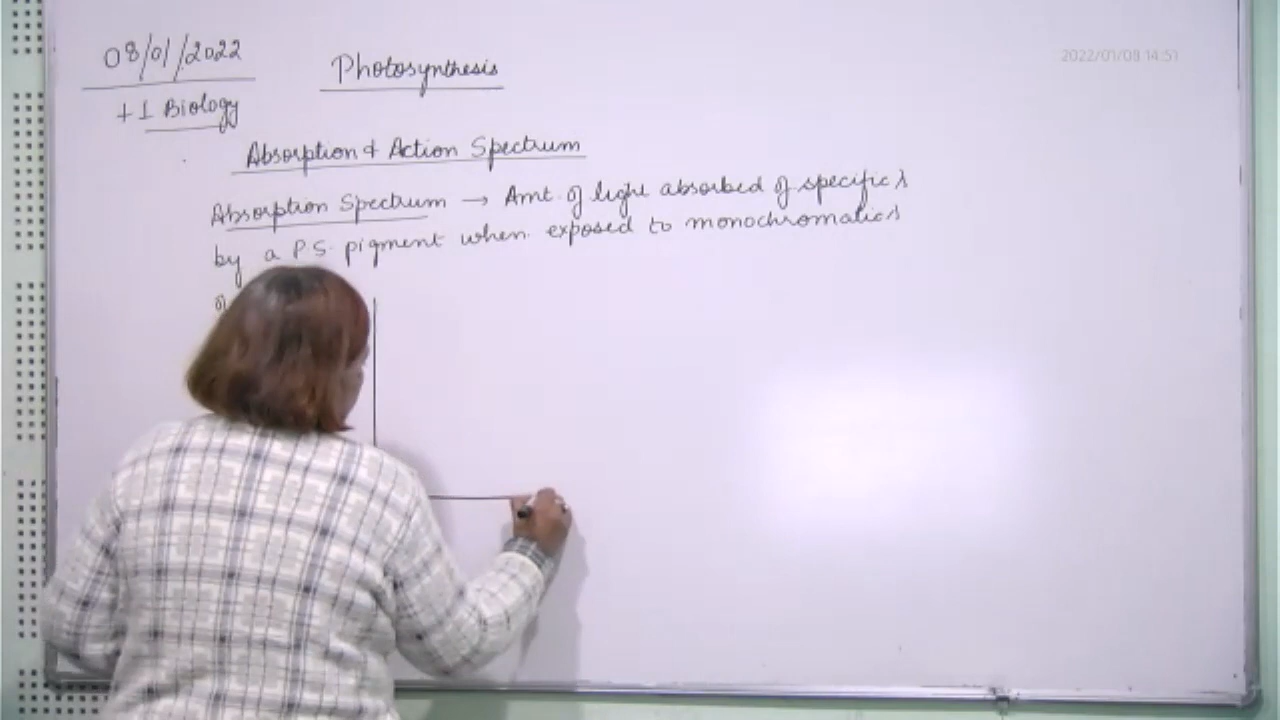 08/01/2022
Photosynthesis
2022/01/08 14:51
+1 Biology
Absorption & Action Spectrum
Absorption Spectrum → Amt. of light absorbed of specific λ
by a P.S. pigment when exposed to monochromatic λ